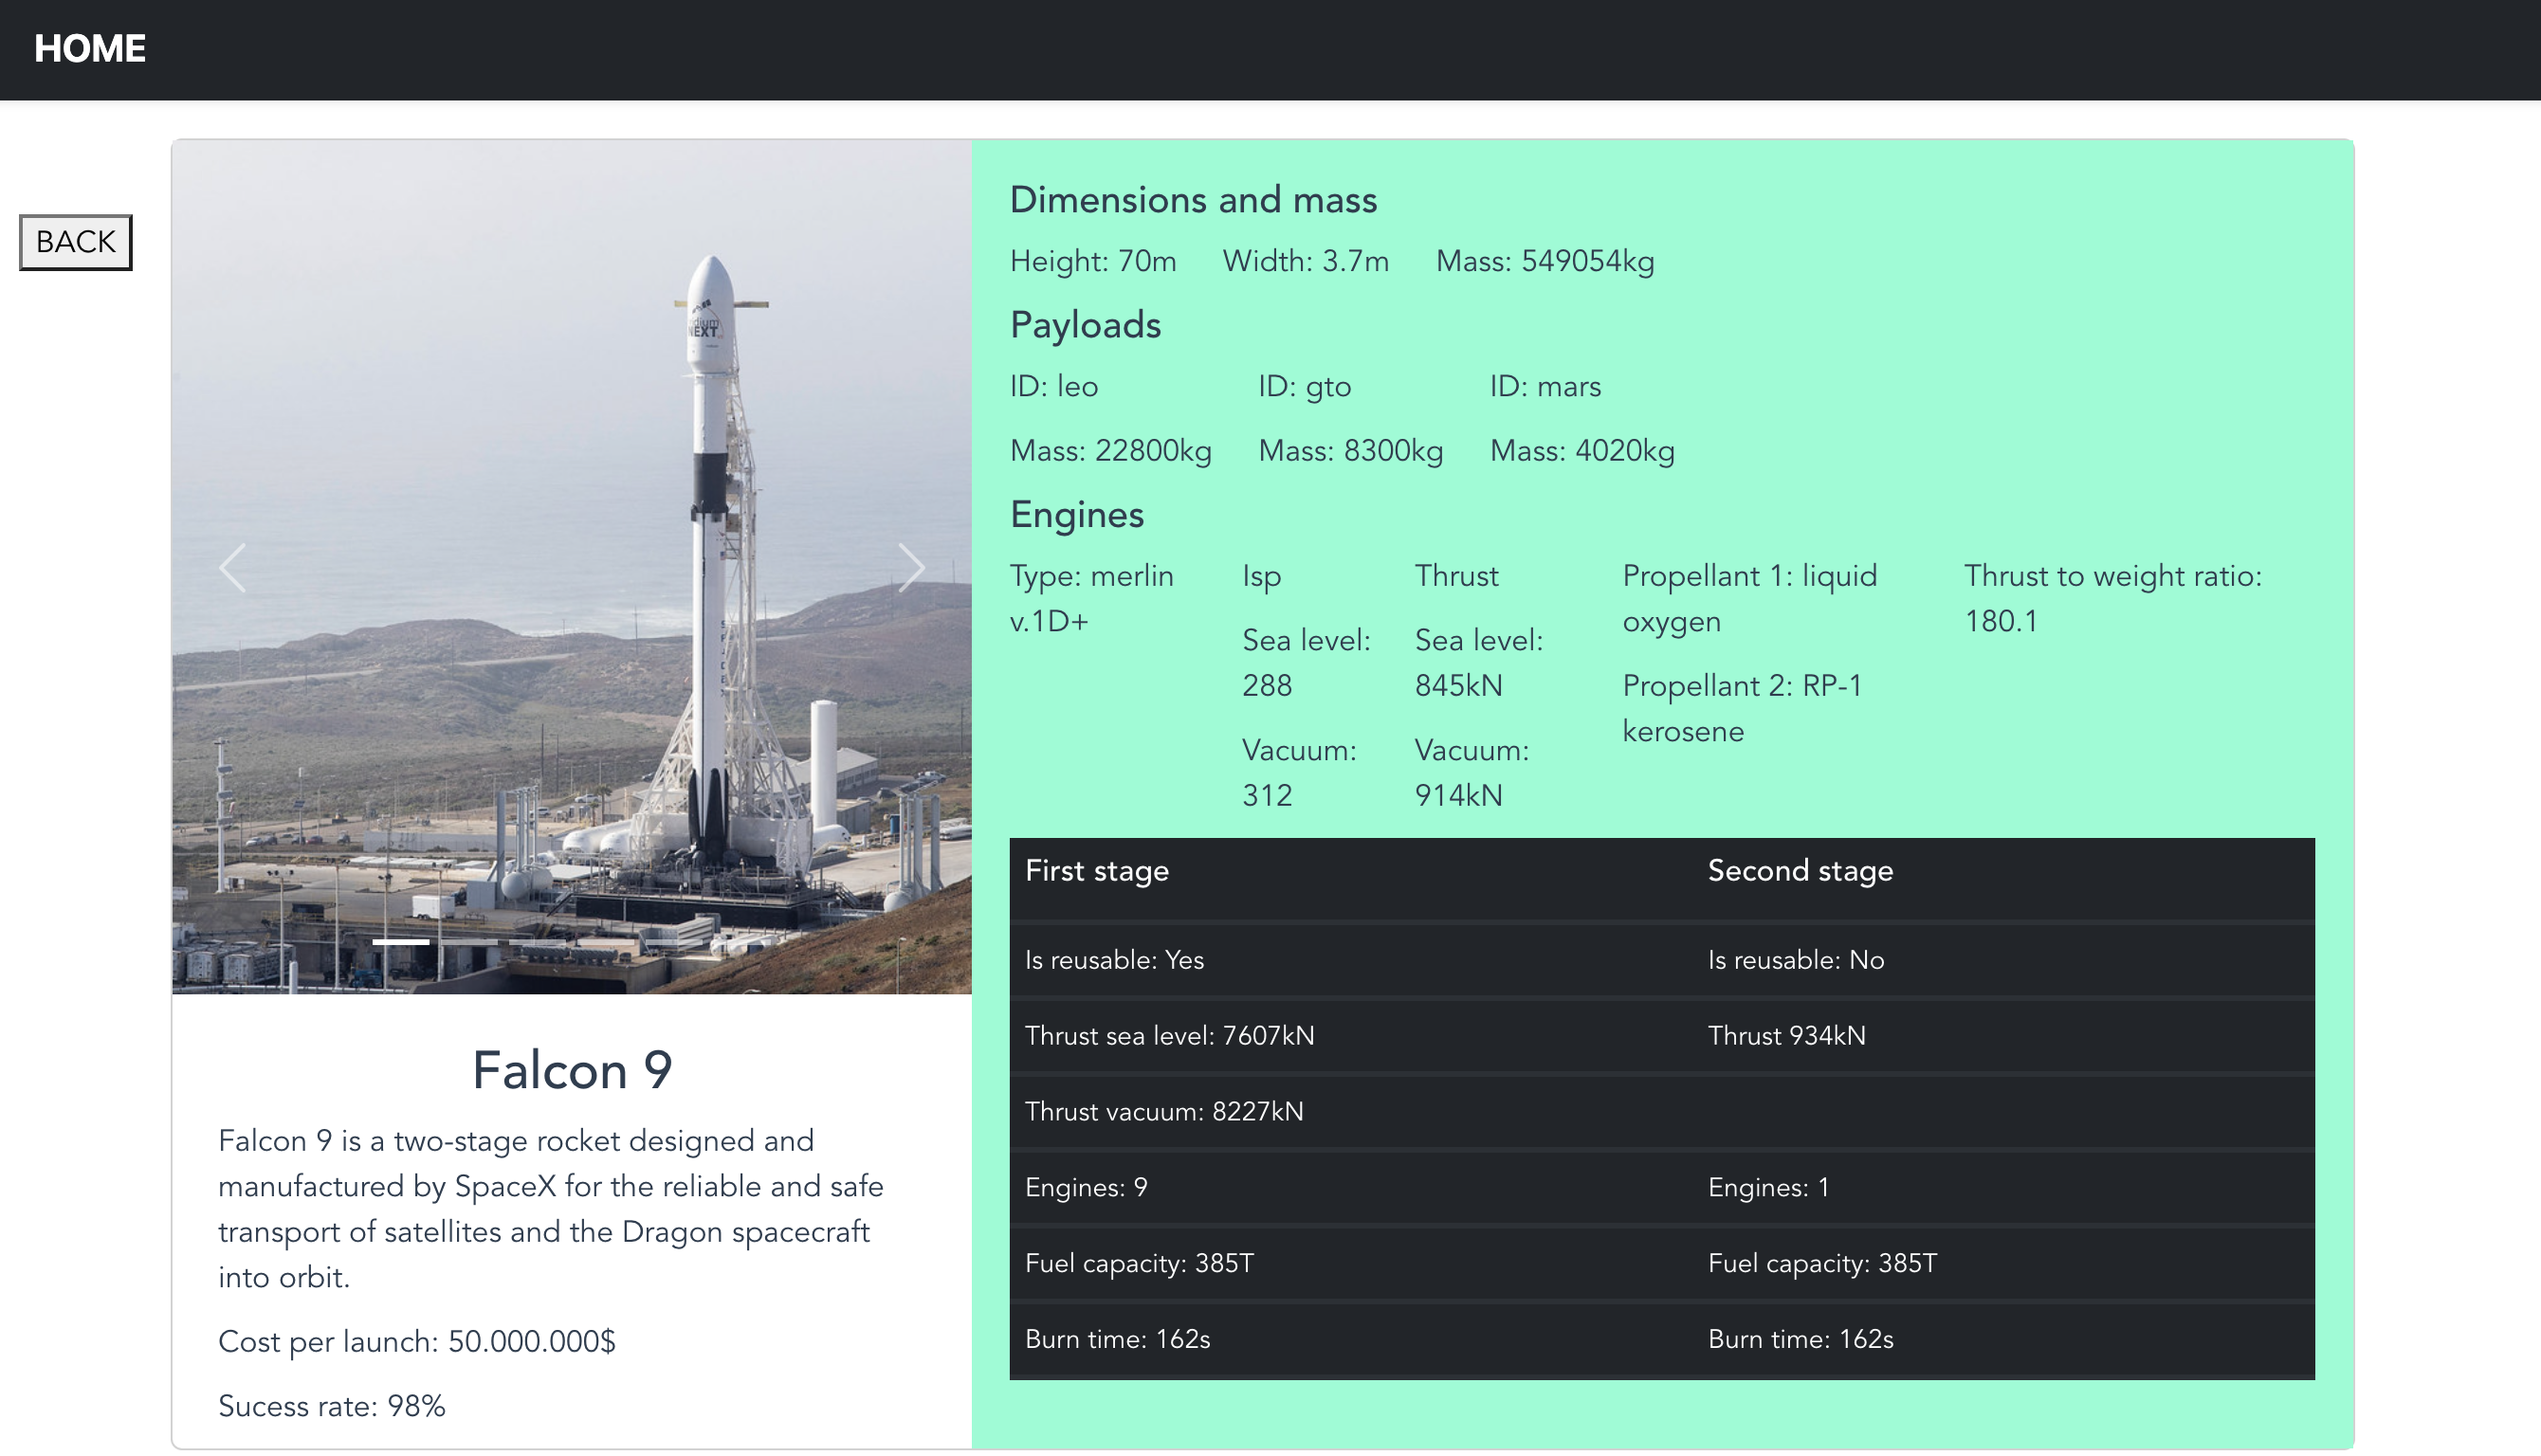 HOME
BACK
idium
NEXT
Falcon 9
Falcon 9 is a two-stage rocket designed and
manufactured by SpaceX for the reliable and safe
transport of satellites and the Dragon spacecraft
into orbit.
Cost per launch: 50.000.000$
Sucess rate: 98%
Dimensions and mass
Height: 70m Width: 3.7m Mass: 549054kg
Payloads
ID: leo ID: gto ID: mars
Mass: 22800kg Mass: 8300kg Mass: 4020kg
Engines
Type: merlin
v.1D+
Isp
Sea level:
288
Vacuum:
312
Thrust
Sea level:
845kN
Vacuum:
914kN
Propellant 1: liquid
oxygen
Propellant 2: RP-1
kerosene
Thrust to weight ratio:
180.1
First stage Second stage
Is reusable: Yes Is reusable: No
Thrust sea level: 7607kN Thrust 934kN
Thrust vacuum: 8227kN
Engines: 9 Engines: 1
Fuel capacity: 385T Fuel capacity: 385T
Burn time: 162s Burn time: 162s